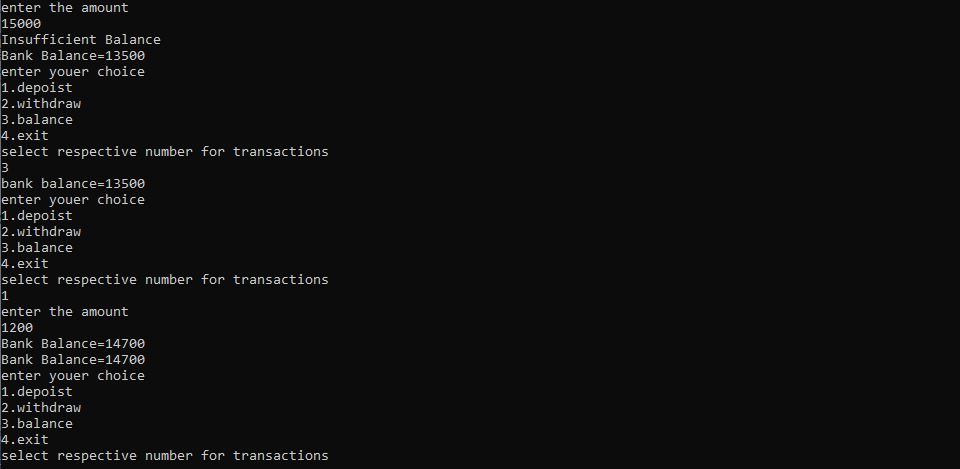 enter the amount
15000
Insufficient Balance
Bank Balance=13500
enter youer choice
1.depoist
2.withdraw
3.balance
4.exit
select respective number for transactions
3
bank balance=13500
enter youer choice
1.depoist
2.withdraw
3.balance
4.exit
select respective number for transactions
1
enter the amount
1200
Bank Balance=14700
Bank Balance=14700
enter youer choice
1.depoist
2.withdraw
3.balance
4.exit
select respective number for transactions